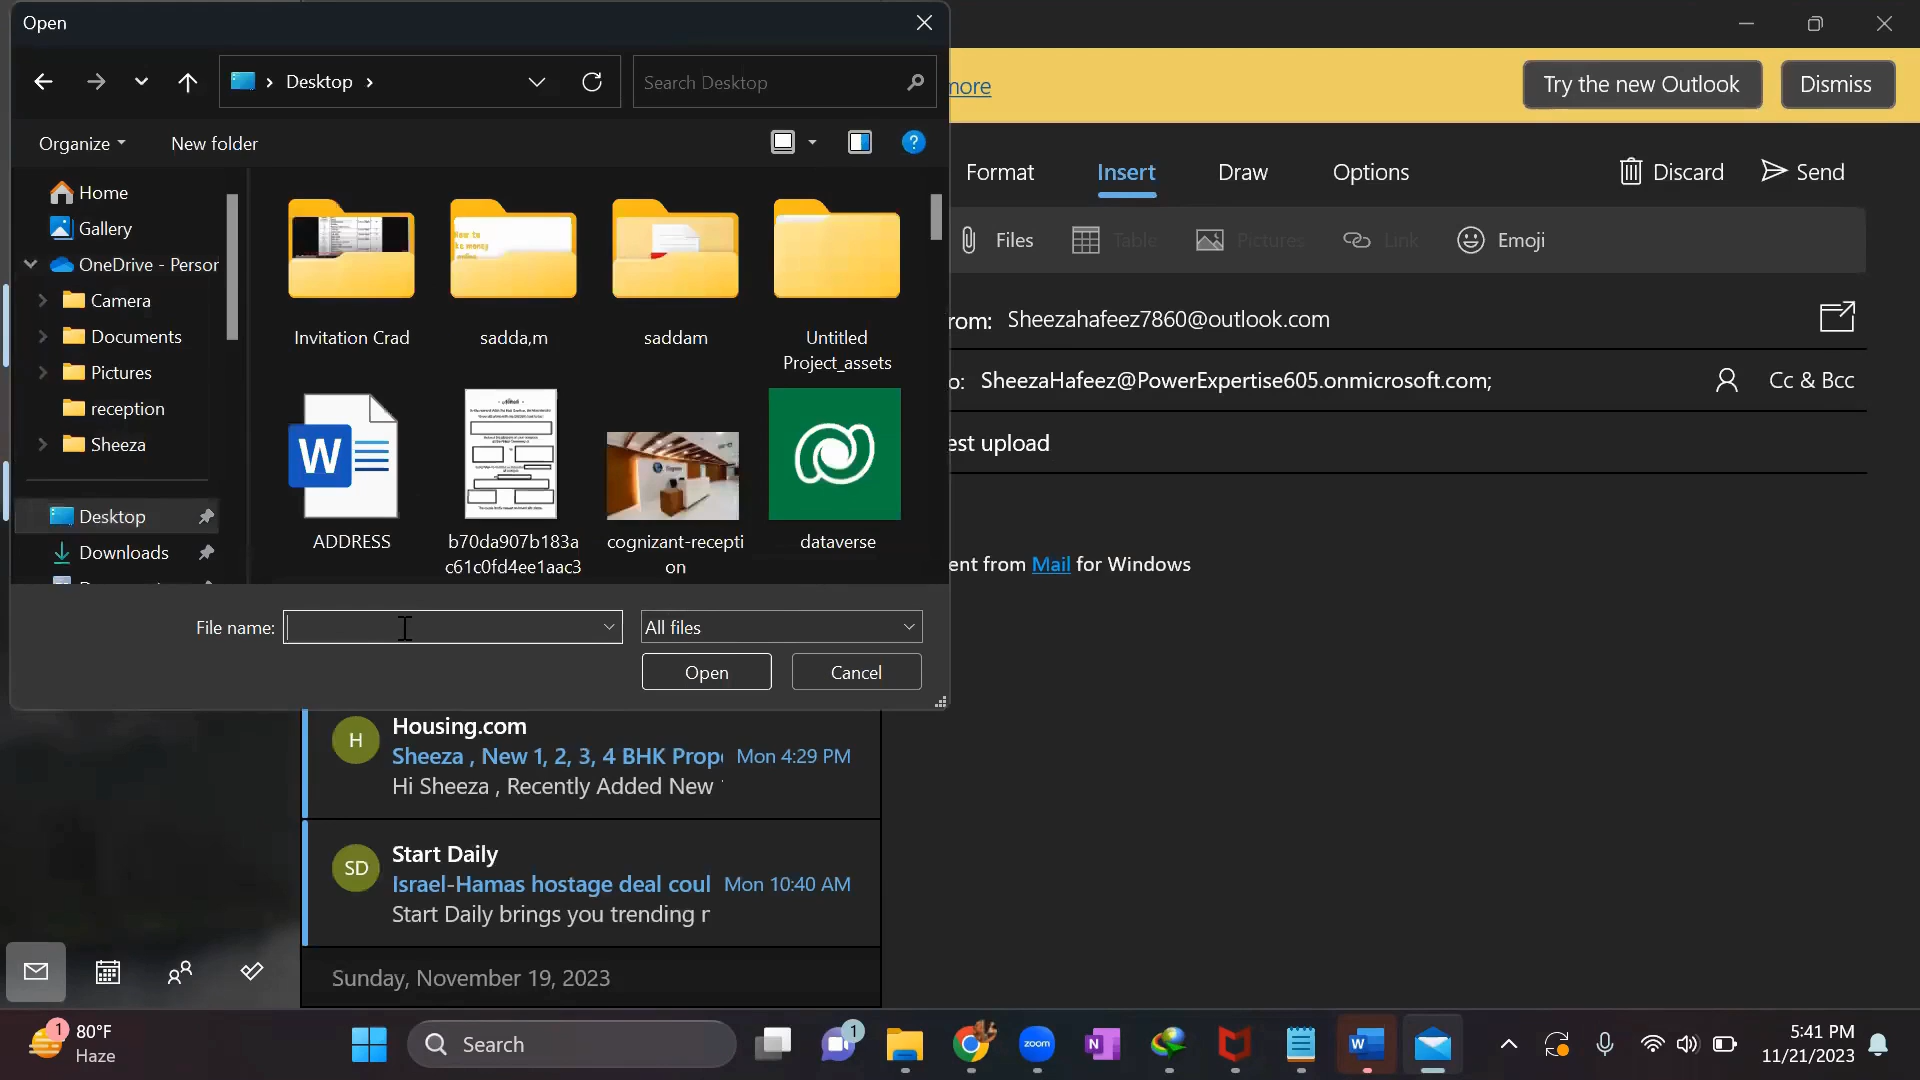 Open
Desktop
Search Desktop
more
Try the new Outlook
Dismiss
Organize
New folder
Format
Insert
Draw
Options
Discard
Send
Home
Gallery
OneDrive - Person
Camera
Documents
Pictures
reception
Sheeza
Desktop
Downloads
Invitation Crad
sadda,m
saddam
Untitled
Project_assets
ADDRESS
b70da907b183a
c61c0fd4ee1aac3
cognizant-recepti
on
dataverse
Files
Table
Pictures
Link
Emoji
rom: Sheezahafeez7860@outlook.com
o: SheezaHafeez@PowerExpertise605.onmicrosoft.com;
Cc & Bcc
est upload
ent from Mail for Windows
File name:
All files
Open
Cancel
H
Housing.com
Sheeza , New 1, 2, 3, 4 BHK Prope
Mon 4:29 PM
Hi Sheeza , Recently Added New
SD
Start Daily
Israel-Hamas hostage deal coul
Mon 10:40 AM
Start Daily brings you trending r
Sunday, November 19, 2023
1
80°F
Haze
Search
1
zoom
N
W
5:41 PM
11/21/2023